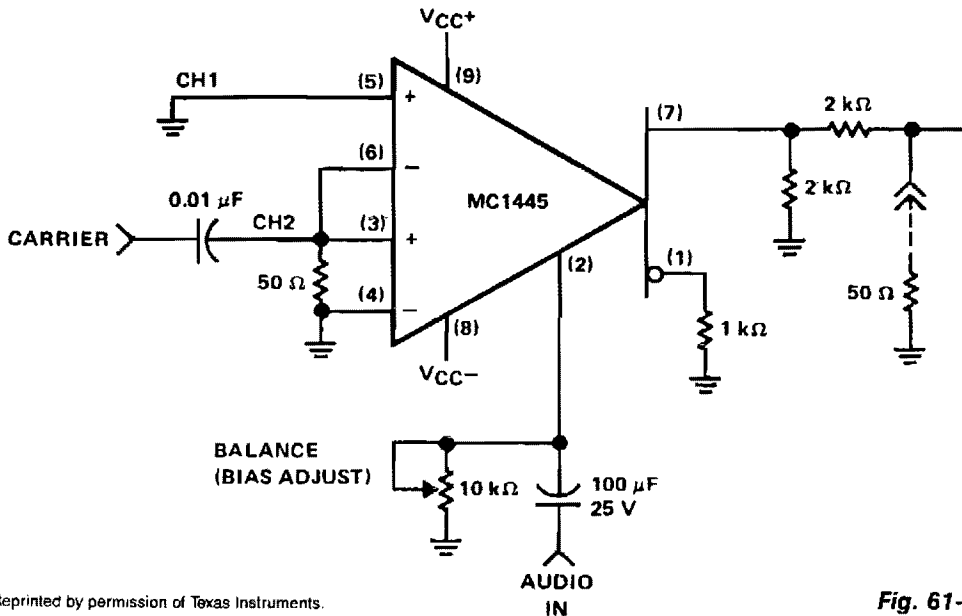 VCC+
CH1
(5)
+
(9)
(7)
2 kΩ
(6)
−
0.01 μF
MC1445
2 kΩ
CARRIER
CH2
(3)
+
(2)
50 Ω
(1)
(4)
−
50 Ω
(8)
1 kΩ
VCC−
BALANCE
(BIAS ADJUST)
10 kΩ
100 μF
25 V
AUDIO
IN
Reprinted by permission of Texas Instruments.
Fig. 61-